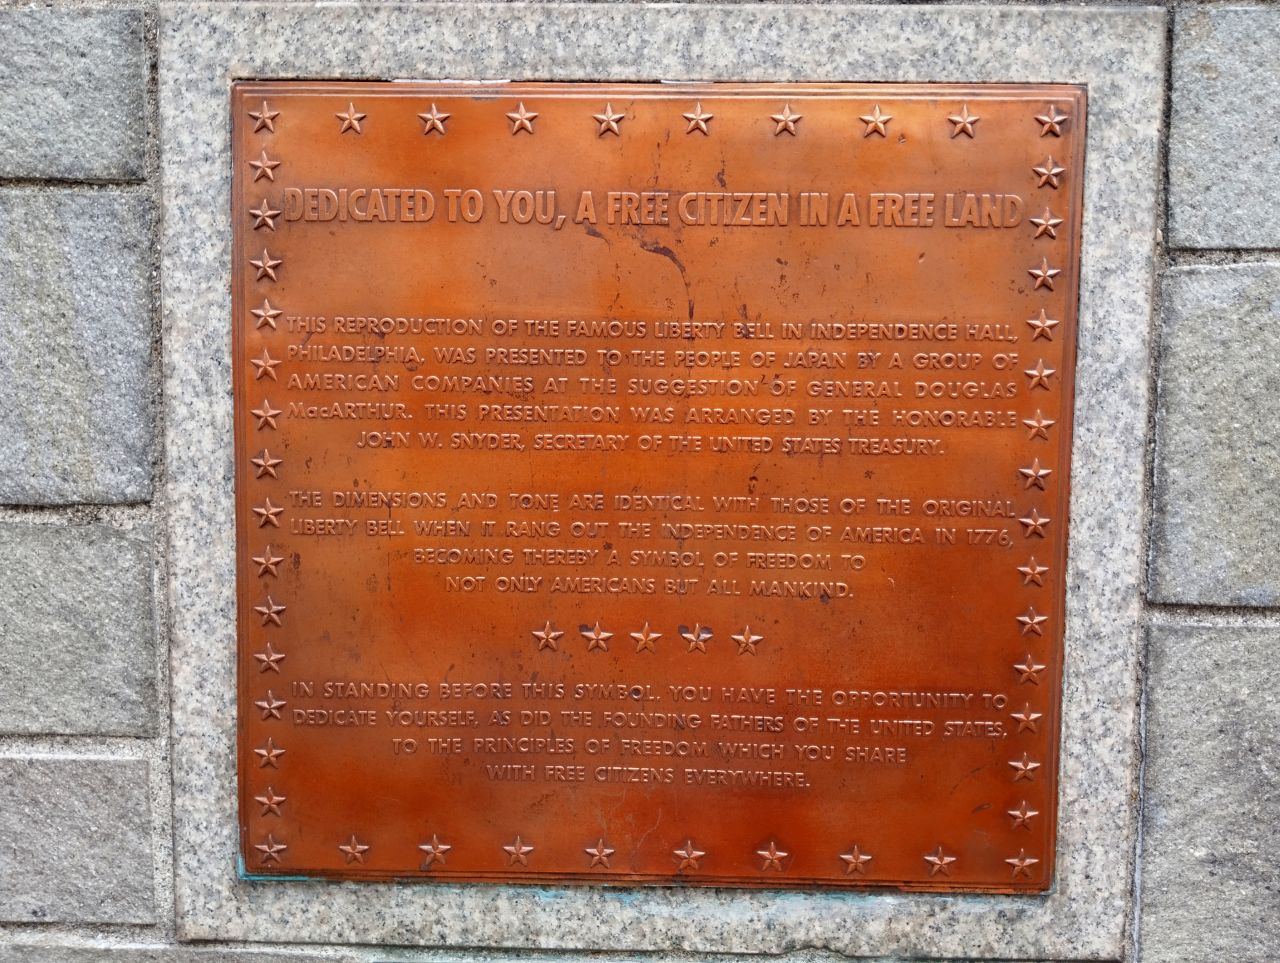 DEDICATED TO YOU, A FREE CITIZEN IN A FREE LAND
THIS REPRODUCTION OF THE FAMOUS LIBERTY BELL IN INDEPENDENCE HALL,
PHILADELPHIA, WAS PRESENTED TO THE PEOPLE OF JAPAN BY A GROUP OF
AMERICAN COMPANIES AT THE SUGGESTION OF GENERAL DOUGLAS
MacARTHUR. THIS PRESENTATION WAS ARRANGED BY THE HONORABLE
JOHN W. SNYDER, SECRETARY OF THE UNITED STATES TREASURY.
THE DIMENSIONS AND TONE ARE IDENTICAL WITH THOSE OF THE ORIGINAL
LIBERTY BELL WHEN IT RANG OUT THE INDEPENDENCE OF AMERICA IN 1776,
BECOMING THEREBY A SYMBOL OF FREEDOM TO
NOT ONLY AMERICANS BUT ALL MANKIND.
IN STANDING BEFORE THIS SYMBOL, YOU HAVE THE OPPORTUNITY TO
DEDICATE YOURSELF, AS DID THE FOUNDING FATHERS OF THE UNITED STATES,
TO THE PRINCIPLES OF FREEDOM WHICH YOU SHARE
WITH FREE CITIZENS EVERYWHERE.